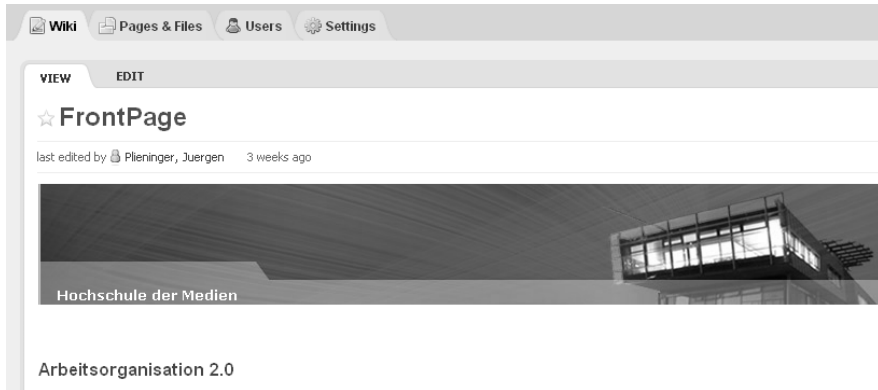 Wiki Pages & Files Users Settings
VIEW EDIT
FrontPage
last edited by Plieninger, Juergen 3 weeks ago
Hochschule der Medien
Arbeitsorganisation 2.0